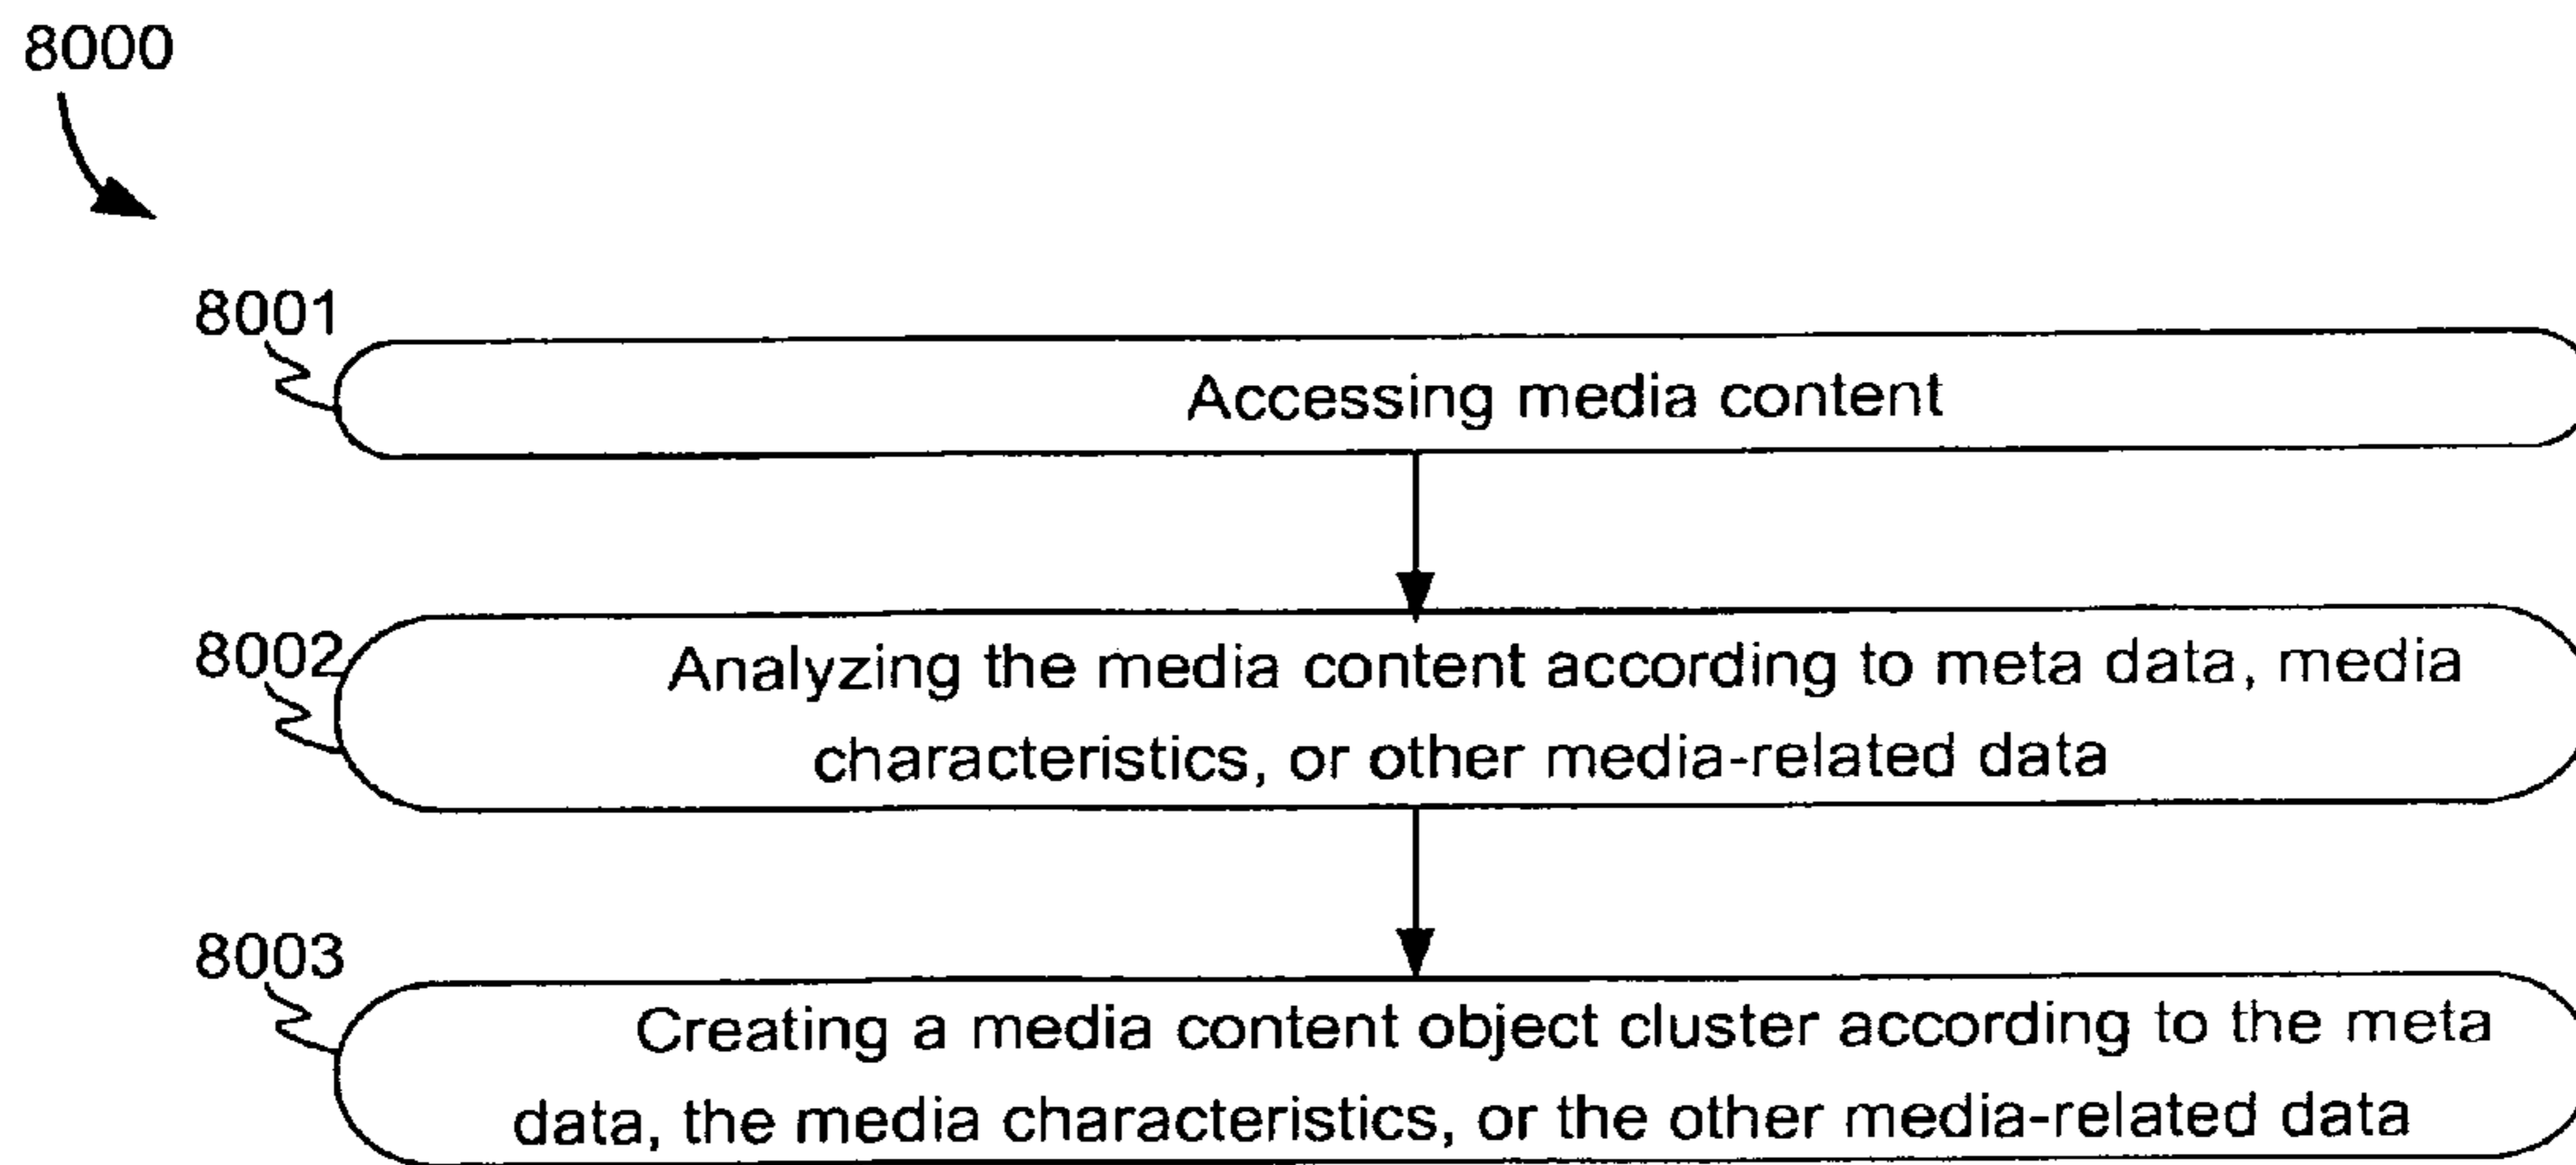 8000
8001
Accessing media content
8002
Analyzing the media content according to meta data, media
characteristics, or other media-related data
8003
Creating a media content object cluster according to the meta
data, the media characteristics, or the other media-related data